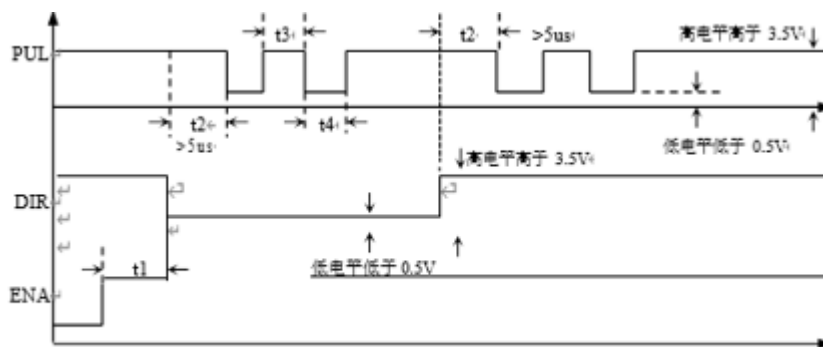 PUL
t3
t2
>5us
高电平高于 3.5V
t2
>5us
t4
低电平低于 0.5V
高电平高于 3.5V
DIR
t1
低电平低于 0.5V
ENA